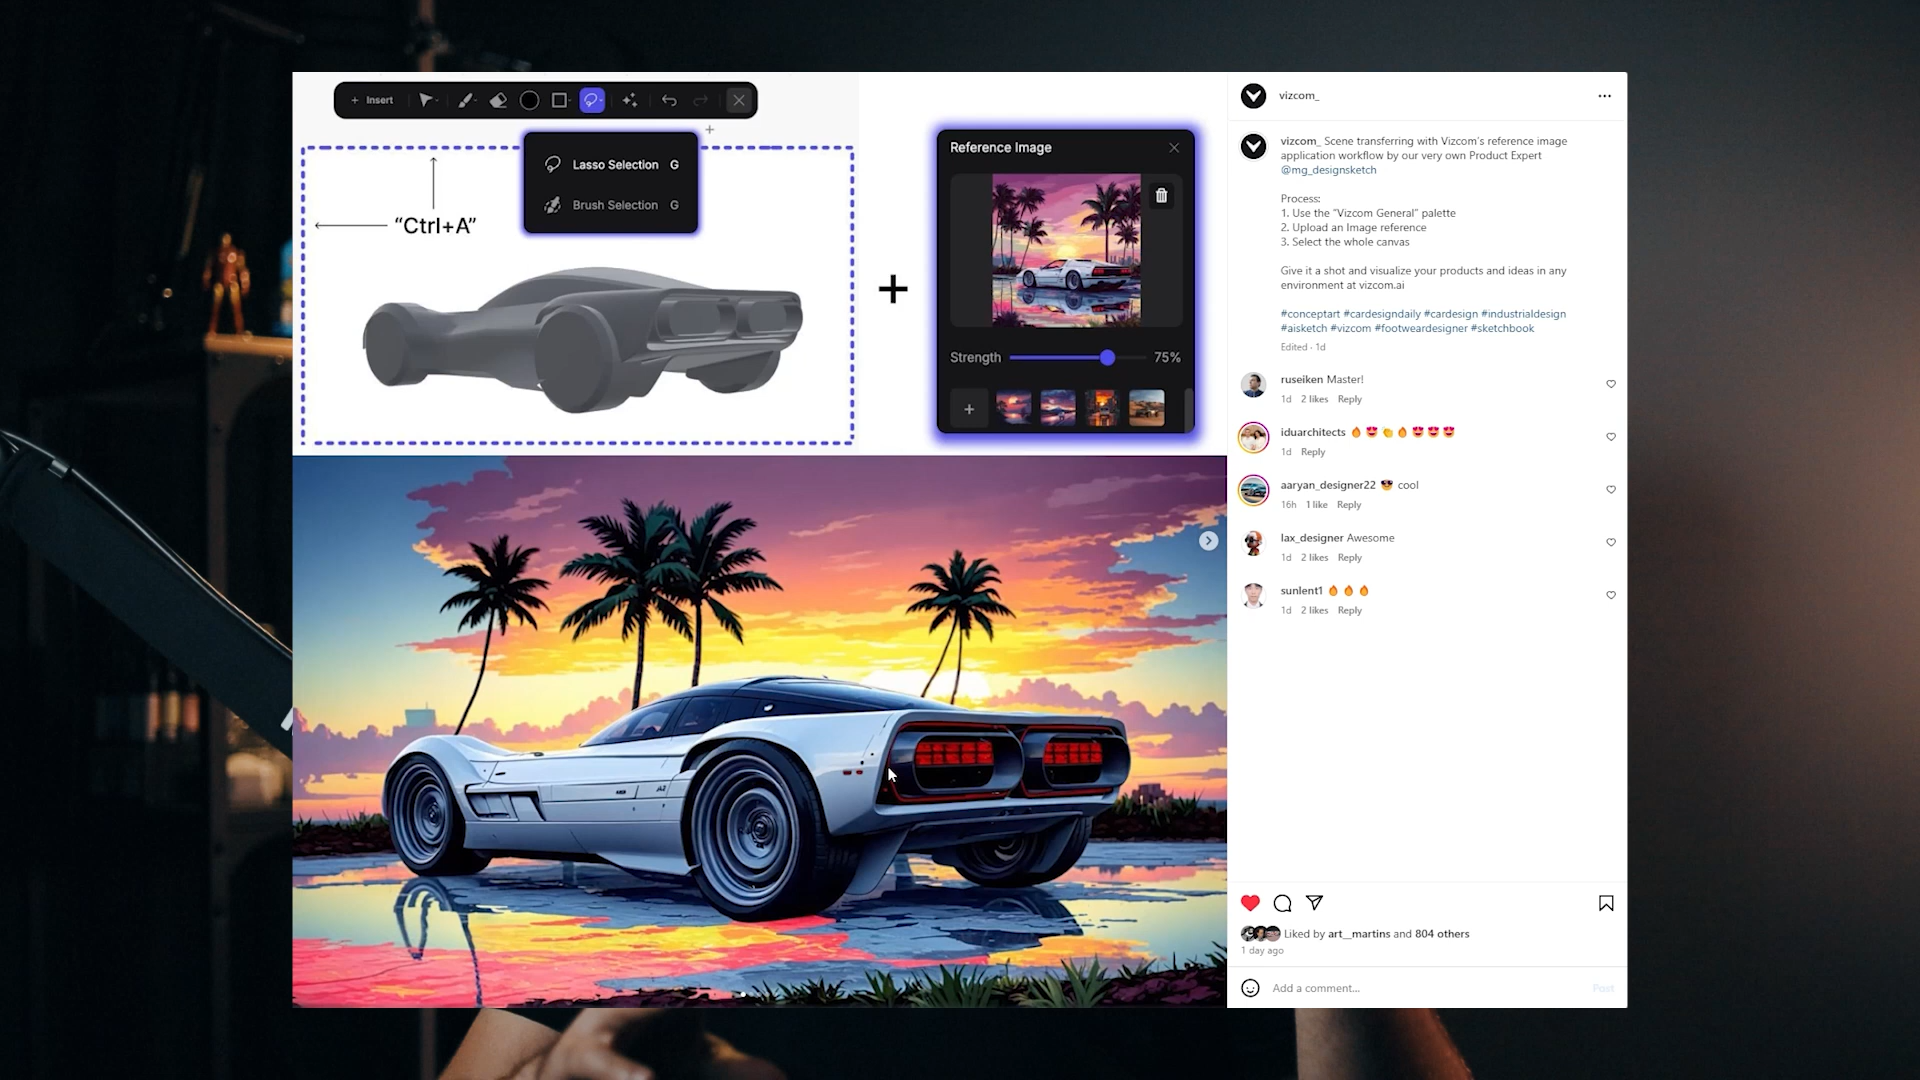 Insert
Lasso Selection G
Brush Selection G
“Ctrl+A”
+
Reference Image
Strength 75%
vizcom_
vizcom_ Scene transferring with Vizcom's reference image
application workflow by our very own Product Expert
@mg_designsketch
Process:
1. Use the “Vizcom General” palette
2. Upload an Image reference
3. Select the whole canvas
Give it a shot and visualize your products and ideas in any
environment at vizcom.ai
#conceptart #cardesigndaily #cardesign #industrialdesign
#aisketch #vizcom #footweardesigner #sketchbook
Edited · 1d
ruseiken Master!
1d 2 likes Reply
iduarchitects 🔥😍👏🔥😍😍😍
1d Reply
aaryan_designer22 😎 cool
16h 1 like Reply
lax_designer Awesome
1d 2 likes Reply
sunlent1 🔥🔥🔥
1d 2 likes Reply
Liked by art__martins and 804 others
1 day ago
Add a comment...
Post